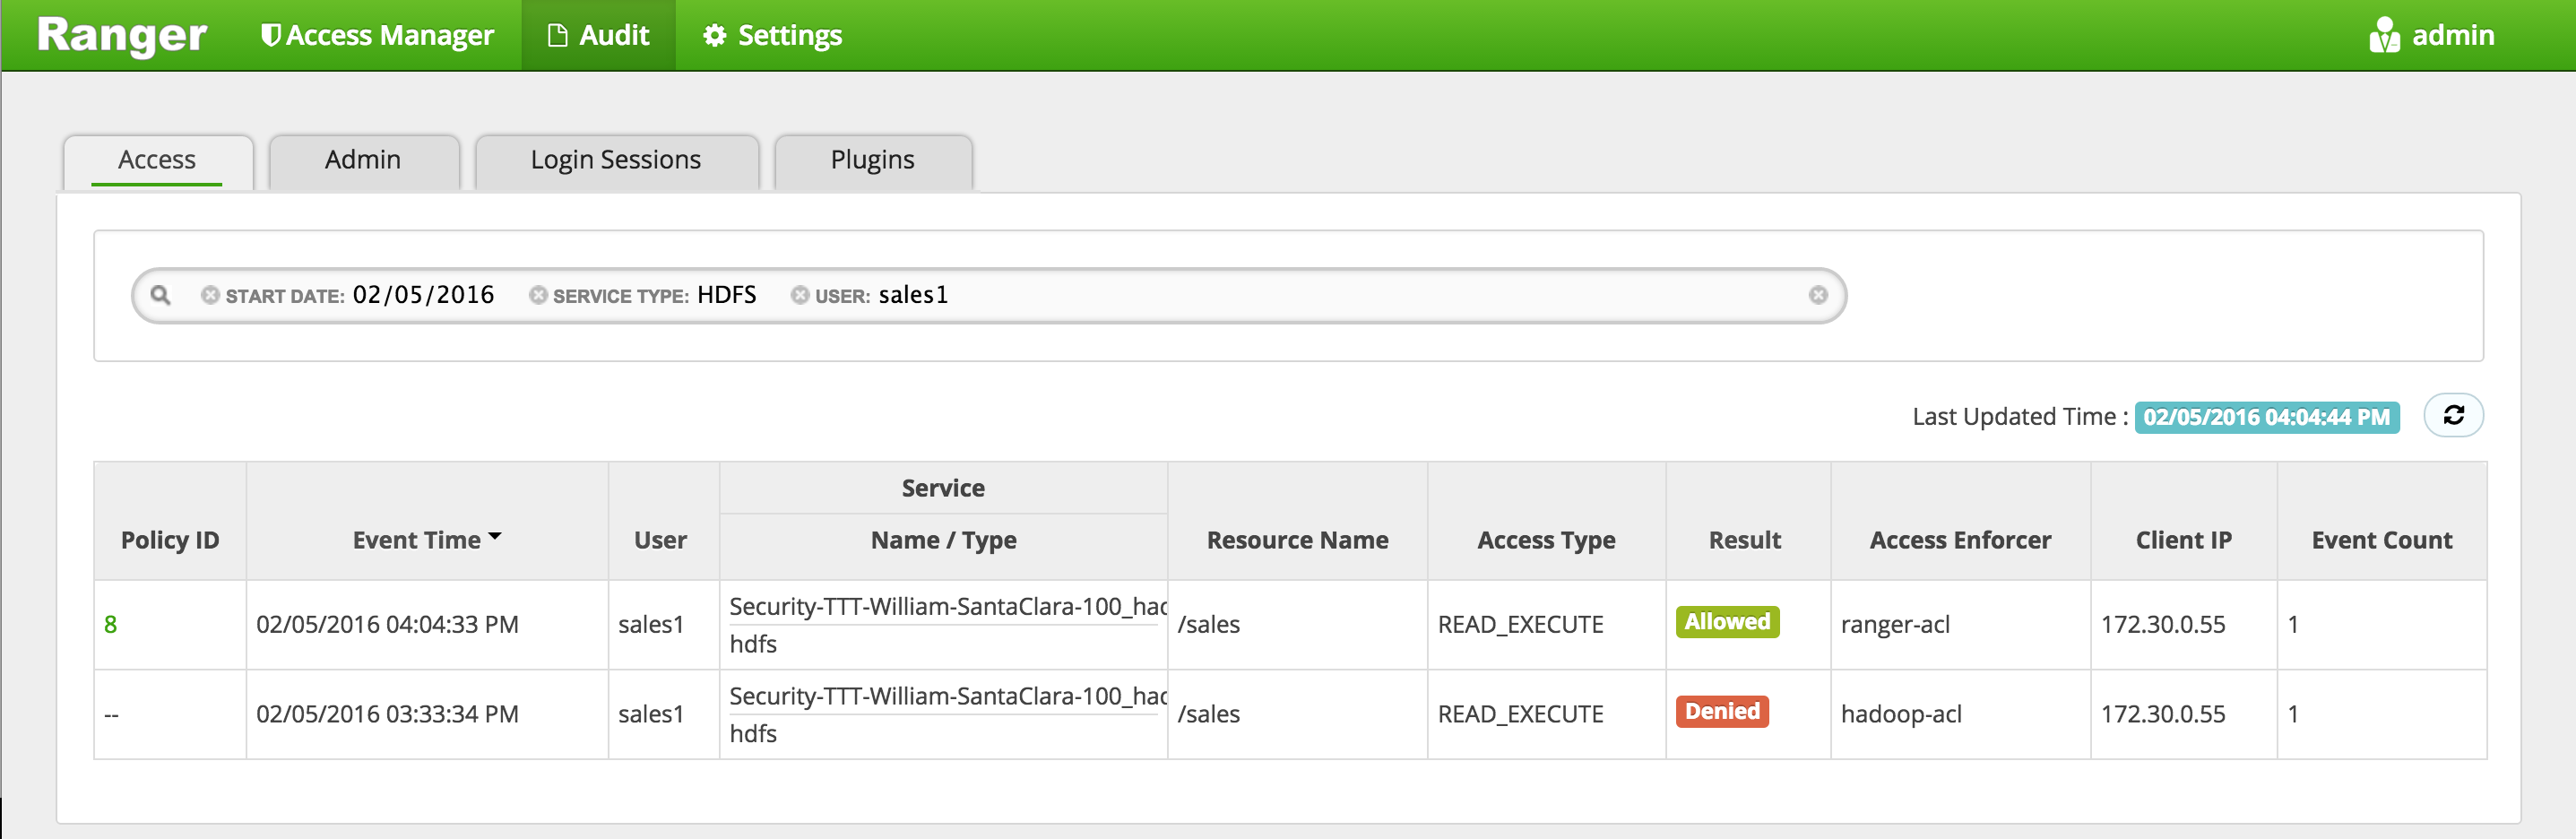 Ranger Access Manager Audit Settings admin
Access Admin Login Sessions Plugins
START DATE: 02/05/2016 SERVICE TYPE: HDFS USER: sales1
Last Updated Time : 02/05/2016 04:04:44 PM
Service
Policy ID Event Time User Name / Type Resource Name Access Type Result Access Enforcer Client IP Event Count
Security-TTT-William-SantaClara-100_had
8 02/05/2016 04:04:33 PM sales1 /sales READ_EXECUTE Allowed ranger-acl 172.30.0.55 1
hdfs
Security-TTT-William-SantaClara-100_had
-- 02/05/2016 03:33:34 PM sales1 /sales READ_EXECUTE Denied hadoop-acl 172.30.0.55 1
hdfs